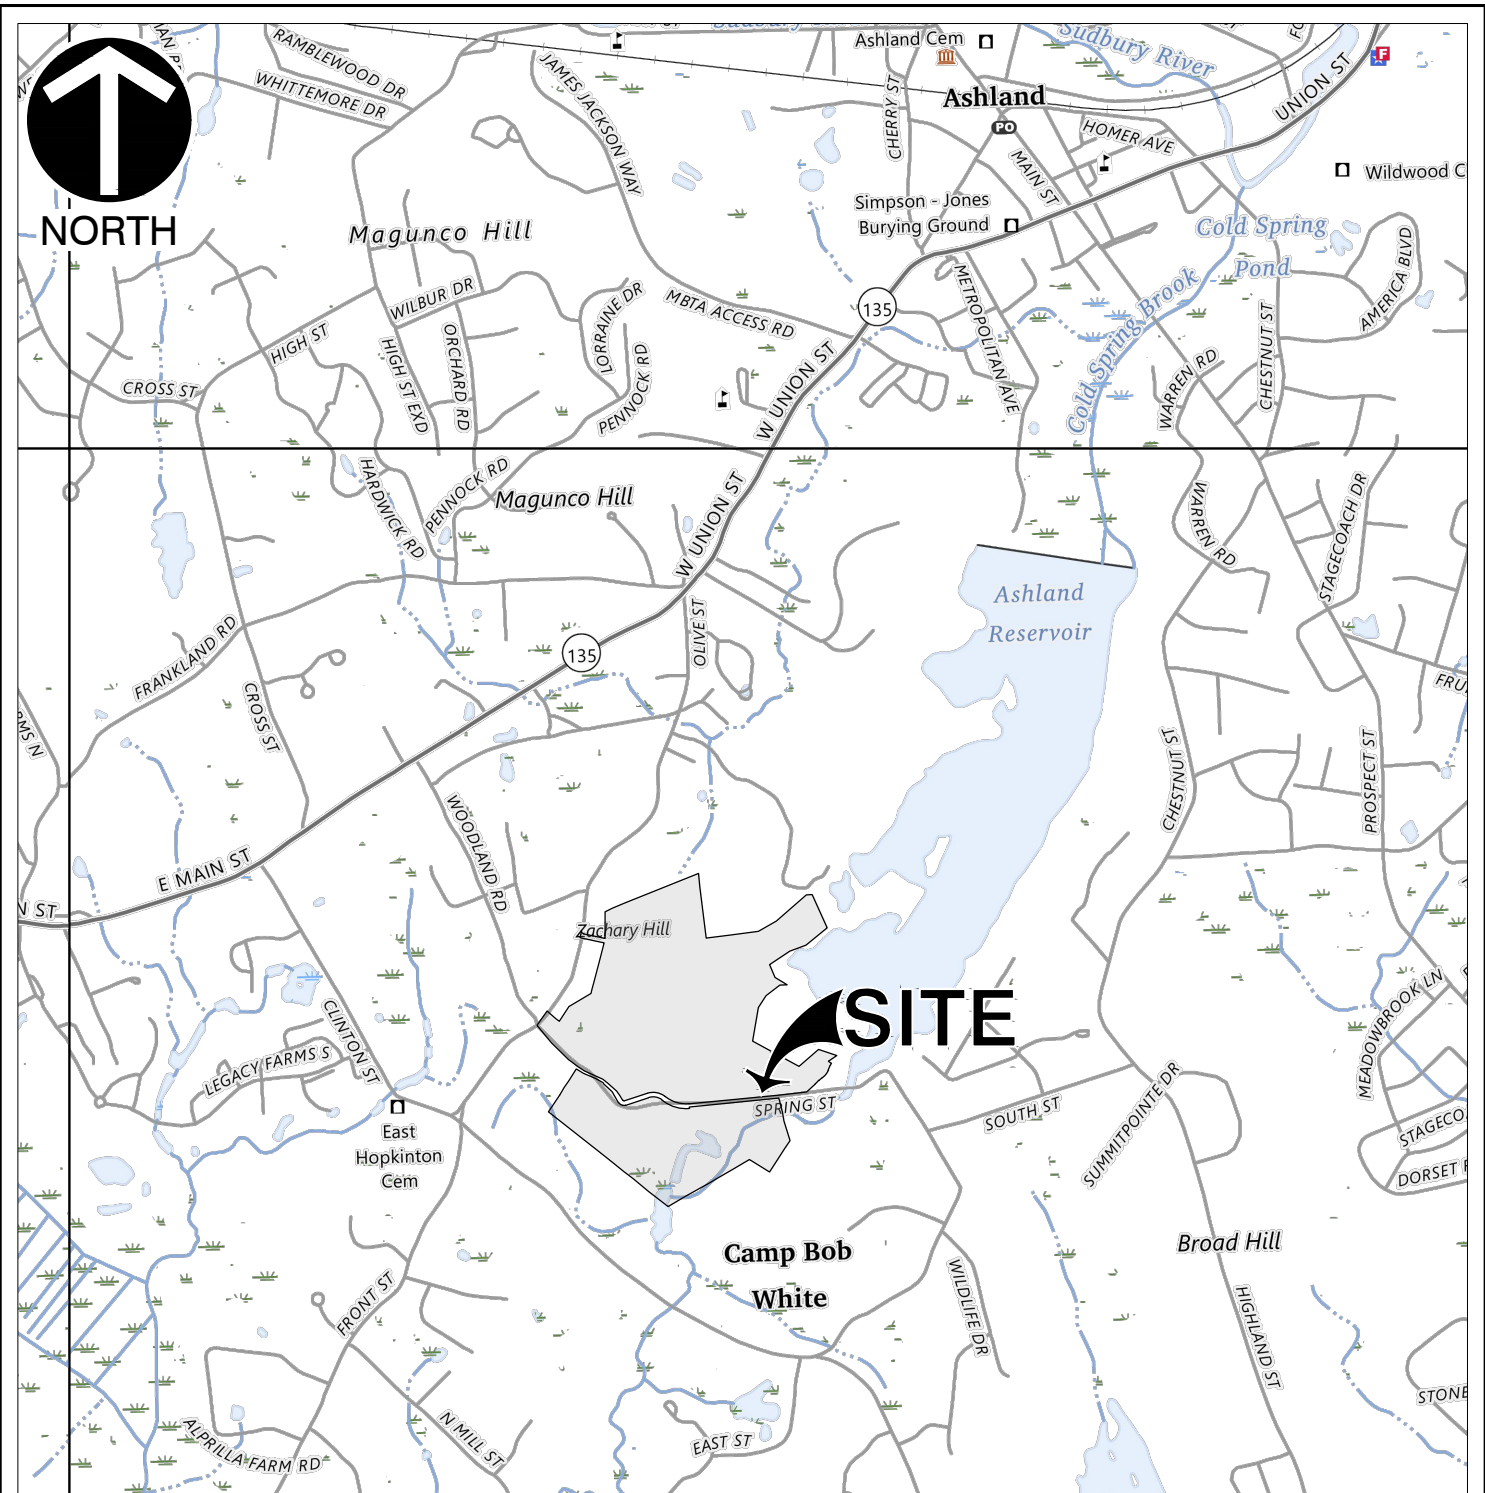 NORTH
RAMBLEWOOD DR
WHITTEMORE DR
JAMES JACKSON WAY
Ashland Cem
Sudbury River
UNION ST
CHERRY ST
Ashland
PO
HOMER AVE
MAIN ST
F
Wildwood C
Simpson - Jones
Burying Ground
Magunco Hill
Cold Spring
Pond
AMERICA BLVD
WILBUR DR
LORRAINE DR
MBTA ACCESS RD
135
METROPOLITAN AVE
Cold Spring Brook
CHESTNUT ST
HIGH ST
HIGH ST EXD
ORCHARD RD
PENNOCK RD
W UNION ST
WARREN RD
CROSS ST
HARDWICK RD
PENNOCK RD
Magunco Hill
W UNION ST
WARREN RD
STAGECOACH DR
Ashland
Reservoir
FRANKLAND RD
CROSS ST
135
OLIVE ST
FRU
RMS N
CHESTNUT ST
PROSPECT ST
WOODLAND RD
E MAIN ST
N ST
Zachary Hill
SITE
CLINTON ST
LEGACY FARMS S
MEADOWBROOK LN
SPRING ST
SOUTH ST
SUMMITPOINTE DR
STAGECO
DORSET
East
Hopkinton
Cem
Camp Bob
White
Broad Hill
WILDLIFE DR
HIGHLAND ST
FRONT ST
STONE
ALPRILLA FARM RD
N MILL ST
EAST ST